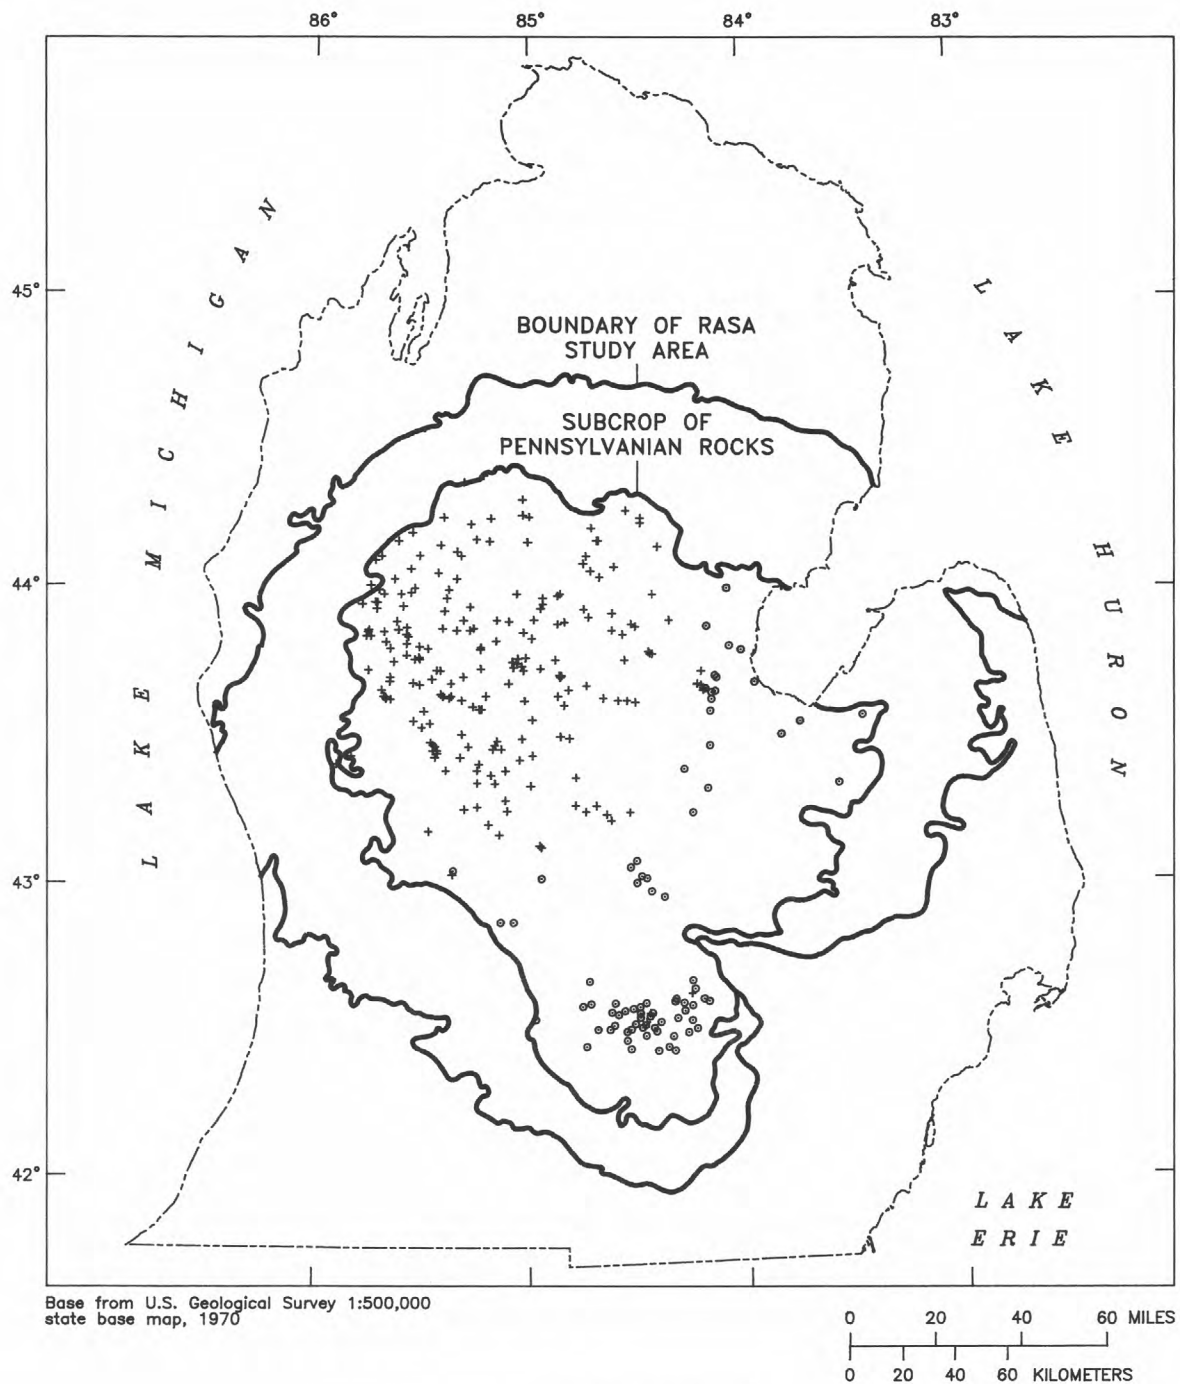 86° 85° 84° 83°
LAKE MICHIGAN
LAKE HURON
45°
BOUNDARY OF RASA
STUDY AREA
SUBCROP OF
PENNSYLVANIAN ROCKS
44°
43°
42°
LAKE
ERIE
Base from U.S. Geological Survey 1:500,000
state base map, 1970
0 20 40 60 MILES
0 20 40 60 KILOMETERS